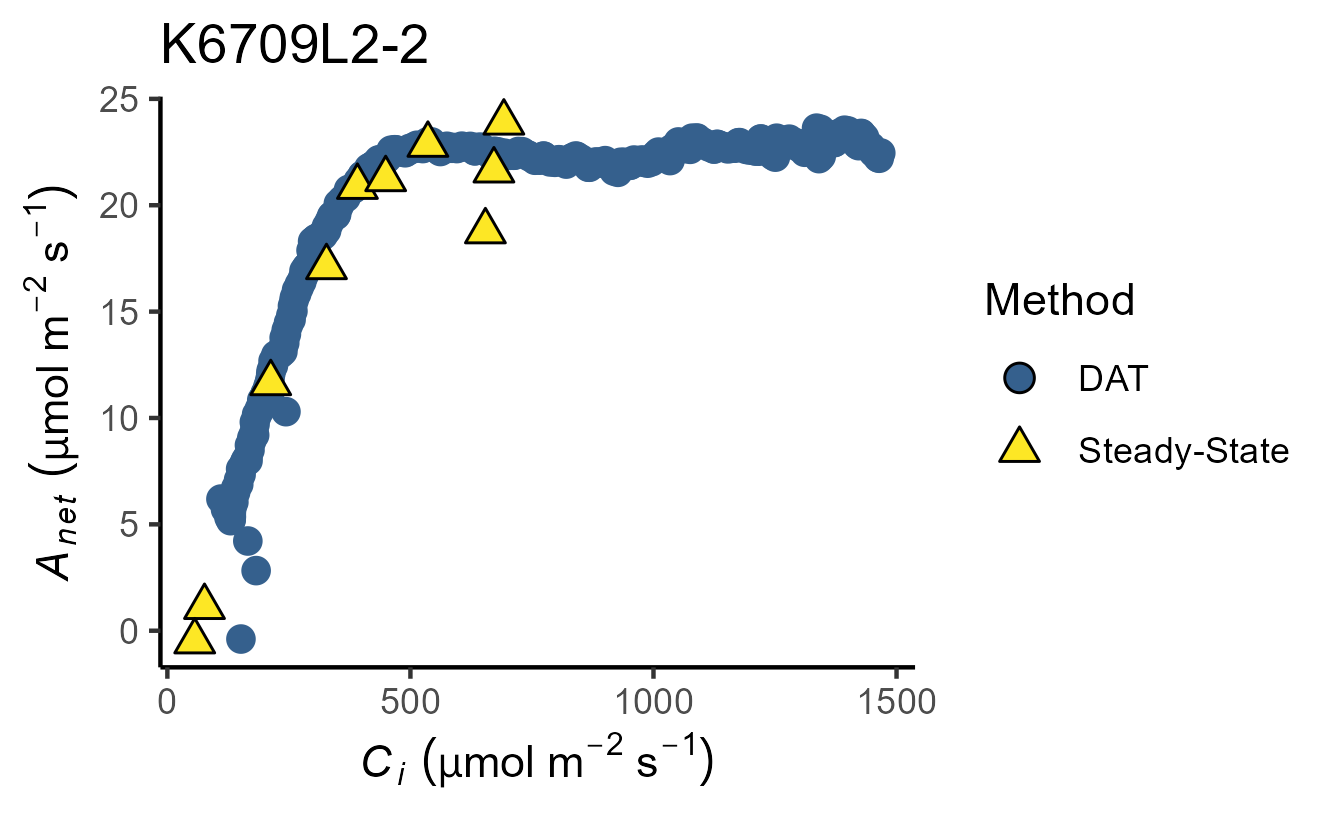 K6709L2-2
25
20
15
10
5
0
A_net (µmol m⁻² s⁻¹)
0 500 1000 1500
C_i (µmol m⁻² s⁻¹)
Method
DAT
Steady-State